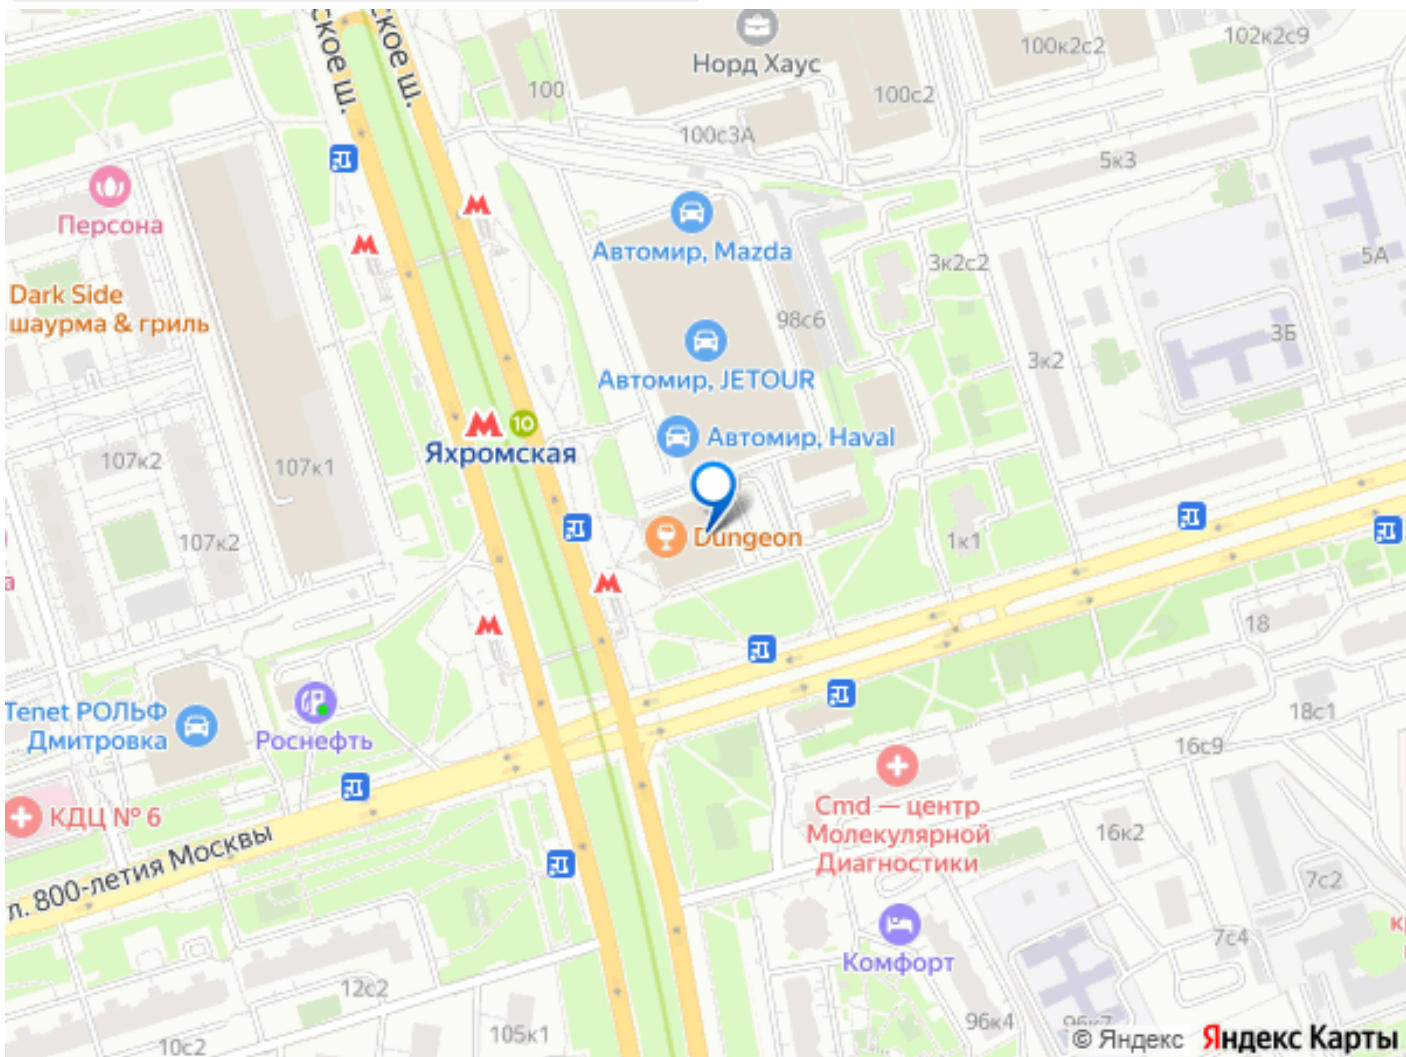 ское ш.
ское ш.
Норд Хаус
100к2с2
102к2с9
100
100с2
100с3А
5к3
Персона
Автомир, Mazda
3к2с2
5А
Dark Side
шаурма & гриль
98с6
3Б
3к2
Автомир, JETOUR
10
Автомир, Haval
Яхромская
107к2
107к1
107к2
Dungeon
1к1
а
18
18с1
Tenet РОЛЬФ
Дмитровка
Роснефть
16с9
КДЦ № 6
Cmd — центр
Молекулярной
Диагностики
16к2
л. 800-летия Москвы
7с2
7с4
Комфорт
12с2
105к1
10с2
96к4
96к7
© Яндекс Яндекс Карты